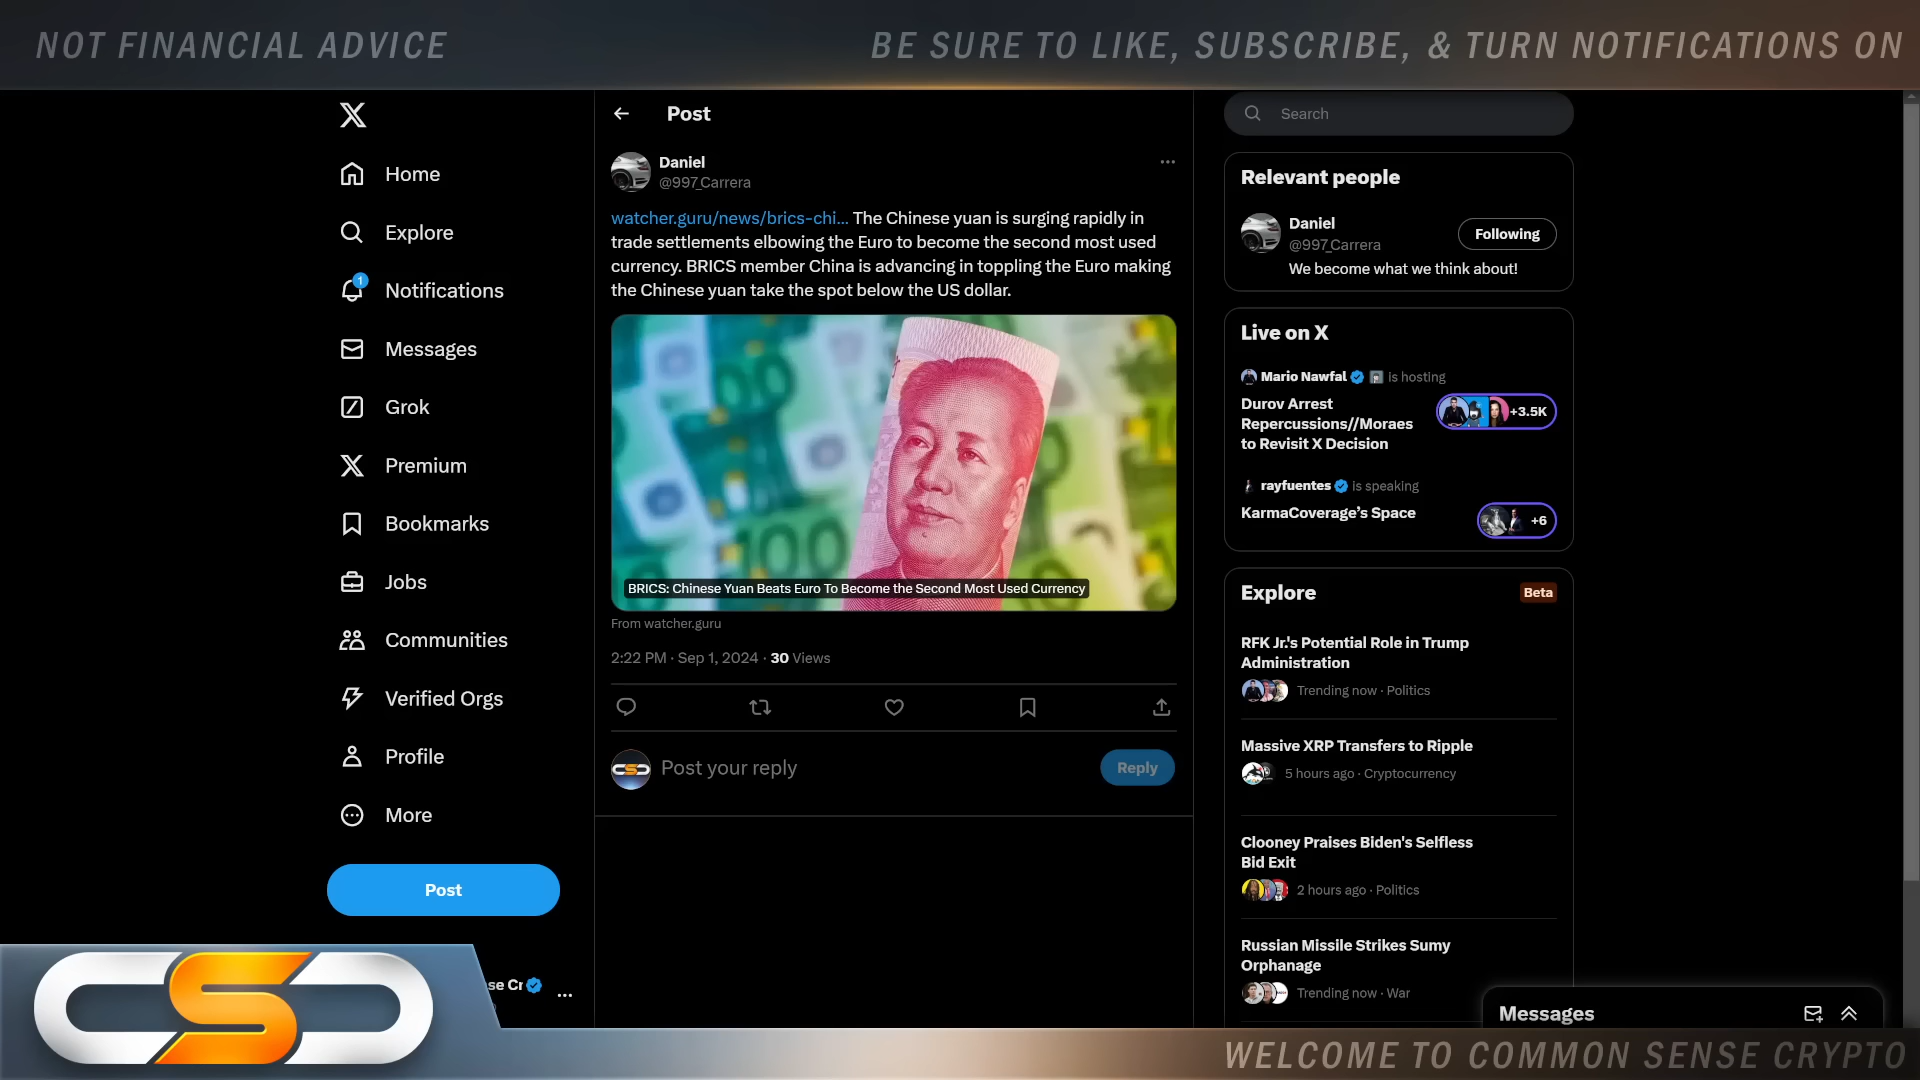 NOT FINANCIAL ADVICE
BE SURE TO LIKE, SUBSCRIBE, & TURN NOTIFICATIONS ON
Home
Explore
1
Notifications
Messages
Grok
Premium
Bookmarks
Jobs
Communities
Verified Orgs
Profile
More
Post
se Cr
CSC
Post
Daniel
@997_Carrera
watcher.guru/news/brics-chi... The Chinese yuan is surging rapidly in
trade settlements elbowing the Euro to become the second most used
currency. BRICS member China is advancing in toppling the Euro making
the Chinese yuan take the spot below the US dollar.
100
100
BRICS: Chinese Yuan Beats Euro To Become the Second Most Used Currency
From watcher.guru
2:22 PM · Sep 1, 2024 · 30 Views
Post your reply
Reply
Search
Relevant people
Daniel
@997_Carrera
Following
We become what we think about!
Live on X
Mario Nawfal is hosting
Durov Arrest
Repercussions//Moraes
to Revisit X Decision
+3.5K
rayfuentes is speaking
KarmaCoverage's Space
+6
Explore
Beta
RFK Jr.'s Potential Role in Trump
Administration
Trending now · Politics
Massive XRP Transfers to Ripple
5 hours ago · Cryptocurrency
Clooney Praises Biden's Selfless
Bid Exit
2 hours ago · Politics
Russian Missile Strikes Sumy
Orphanage
Trending now · War
Messages
WELCOME TO COMMON SENSE CRYPTO